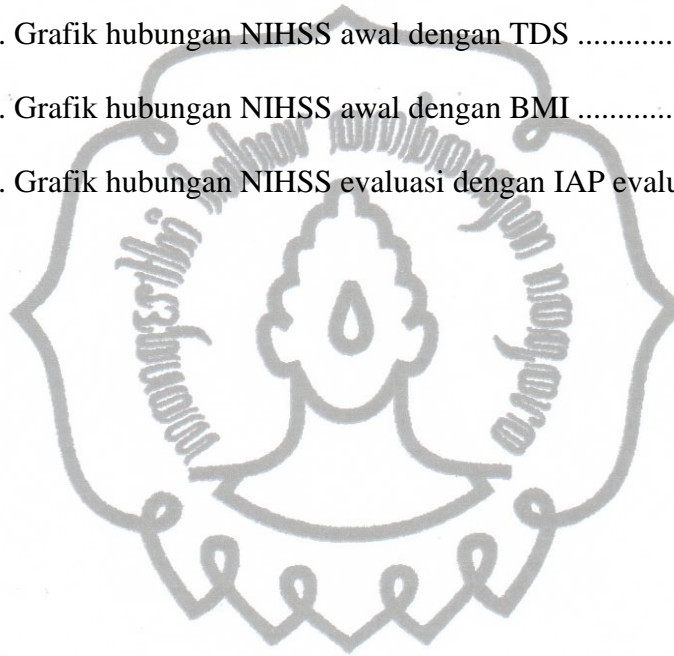 . Grafik hubungan NIHSS awal dengan TDS ............
. Grafik hubungan NIHSS awal dengan BMI ............
. Grafik hubungan NIHSS evaluasi dengan IAP evalu